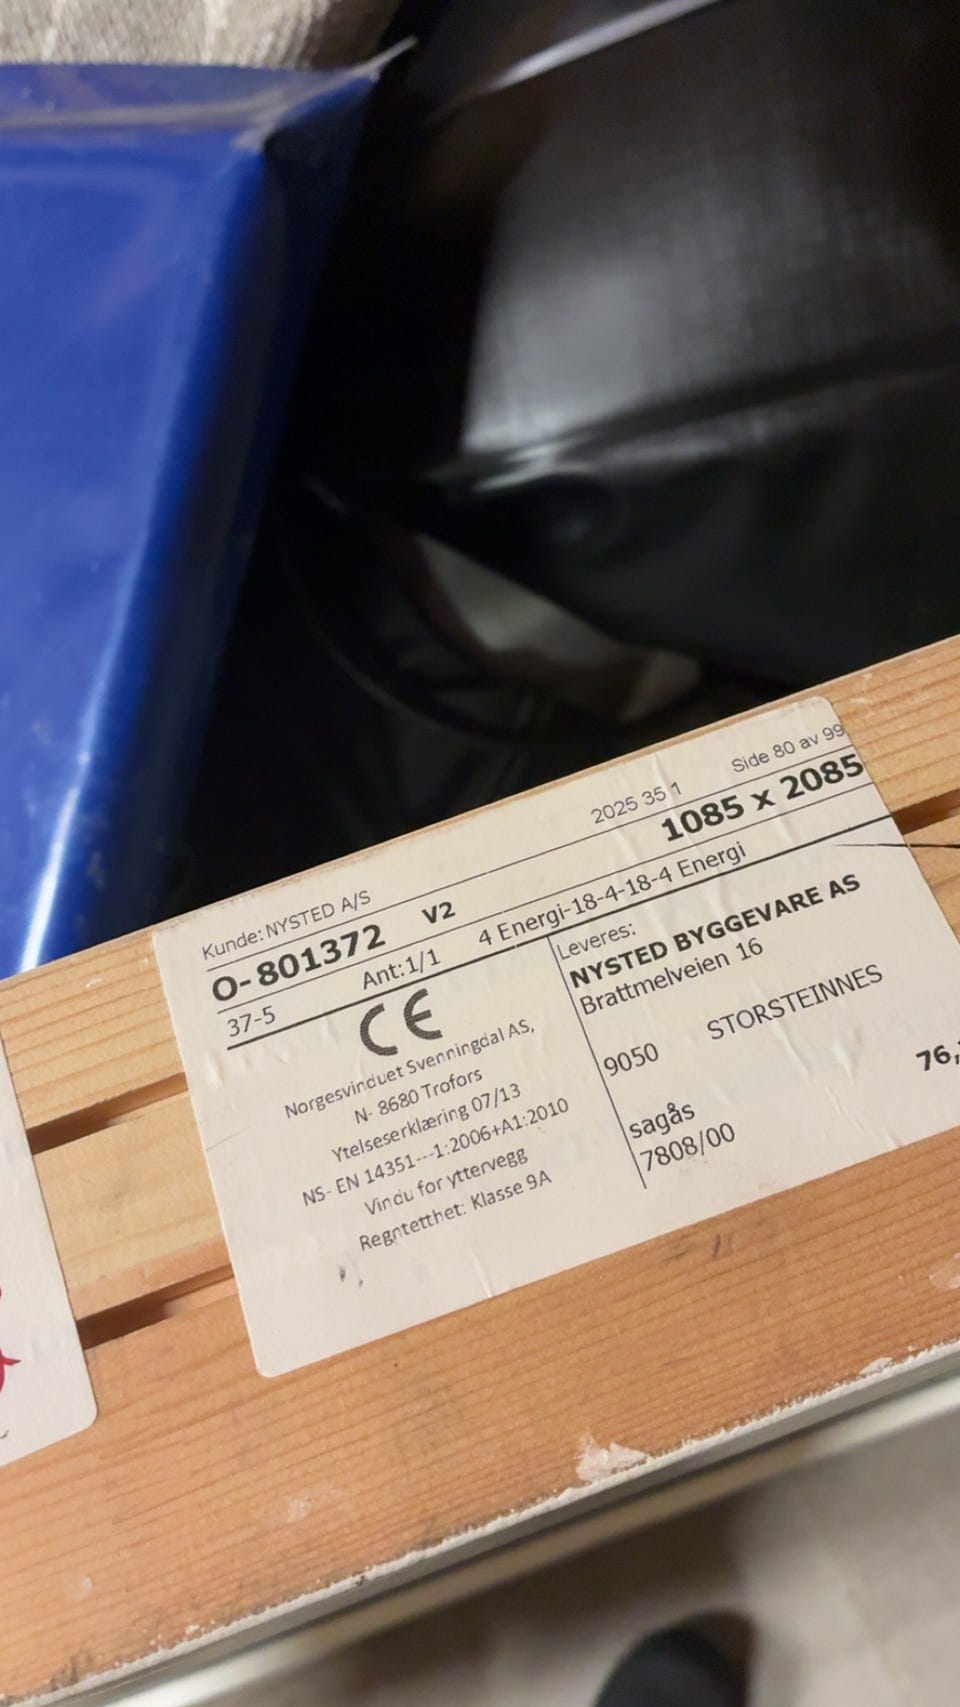 Side 80 av 99
2025 35 1
Kunde: NYSTED A/S
1085 x 2085
O-801372 V2
4 Energi-18-4-18-4 Energi
37-5 Ant:1/1
CE
Leveres:
NYSTED BYGGEVARE AS
Brattmelveien 16
9050 STORSTEINNES
76,
sagås
7808/00
Norgesvinduet Svenningdal AS,
N- 8680 Trofors
Ytelseserklæring 07/13
NS- EN 14351---1:2006+A1:2010
Vindu for yttervegg
Regntetthet: Klasse 9A